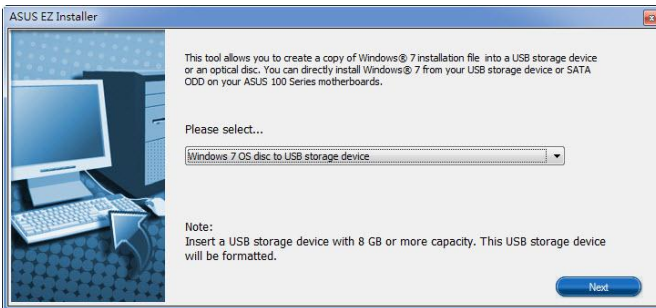 ASUS EZ Installer
This tool allows you to create a copy of Windows® 7 installation file into a USB storage device
or an optical disc. You can directly install Windows® 7 from your USB storage device or SATA
ODD on your ASUS 100 Series motherboards.
Please select...
Windows 7 OS disc to USB storage device
Note:
Insert a USB storage device with 8 GB or more capacity. This USB storage device
will be formatted.
Next